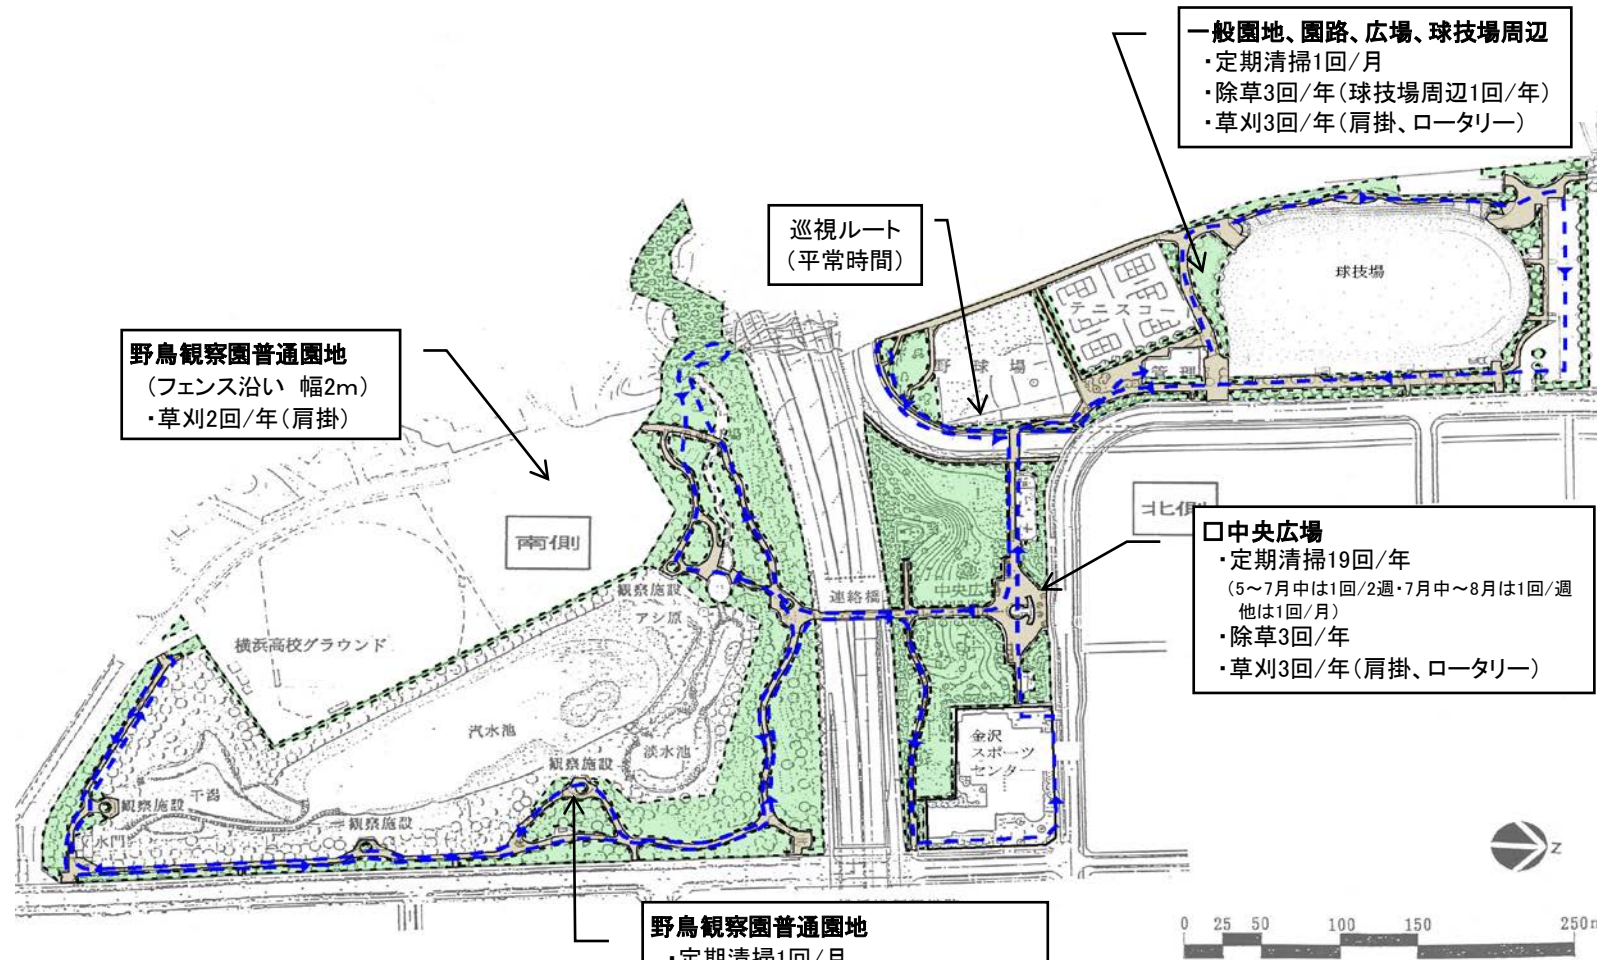 一般園地、園路、広場、球技場周辺
・定期清掃1回/月
・除草3回/年(球技場周辺1回/年)
・草刈3回/年(肩掛、ロータリー)
巡視ルート
(平常時間)
野鳥観察園普通園地
(フェンス沿い 幅2m)
・草刈2回/年(肩掛)
球技場
テニスコー
野球場
管理
南側
北側
□中央広場
・定期清掃19回/年
(5~7月中は1回/2週・7月中~8月は1回/週
他は1回/月)
・除草3回/年
・草刈3回/年(肩掛、ロータリー)
連絡橋
中央広
観察施設
アシ原
横浜高校グラウンド
汽水池
淡水池
観察施設
干潟
観察施設
観察施設
水門
金沢
スポーツ
センター
Z
0 25 50 100 150 250m
野鳥観察園普通園地
・定期清掃1回/月